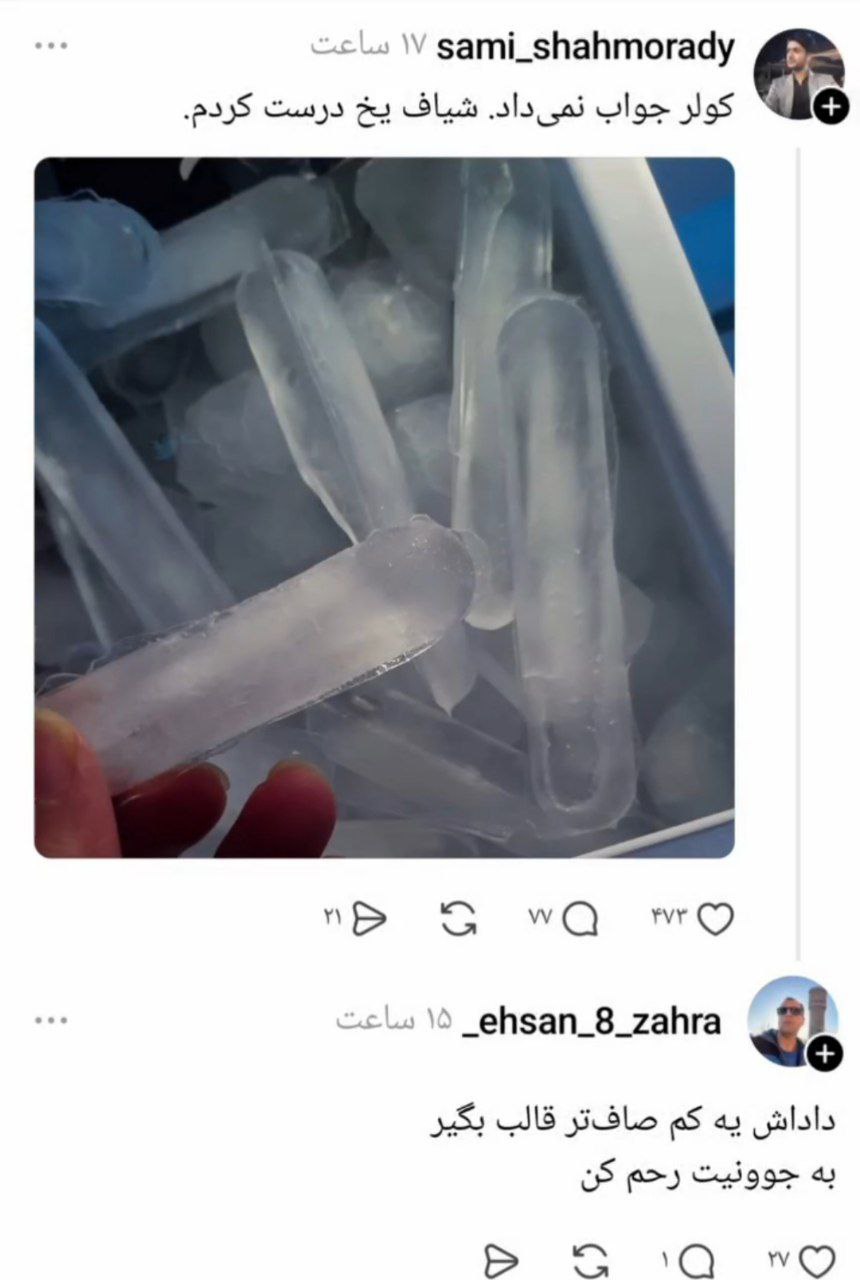 sami_shahmorady ۱۷ ساعت
کولر جواب نمی‌داد. شیاف یخ درست کردم.
۴۷۳ ۷۷ ۲۱
_ehsan_8_zahra ۱۵ ساعت
داداش یه کم صاف‌تر قالب بگیر
به جوونیت رحم کن
۲۷ ۱